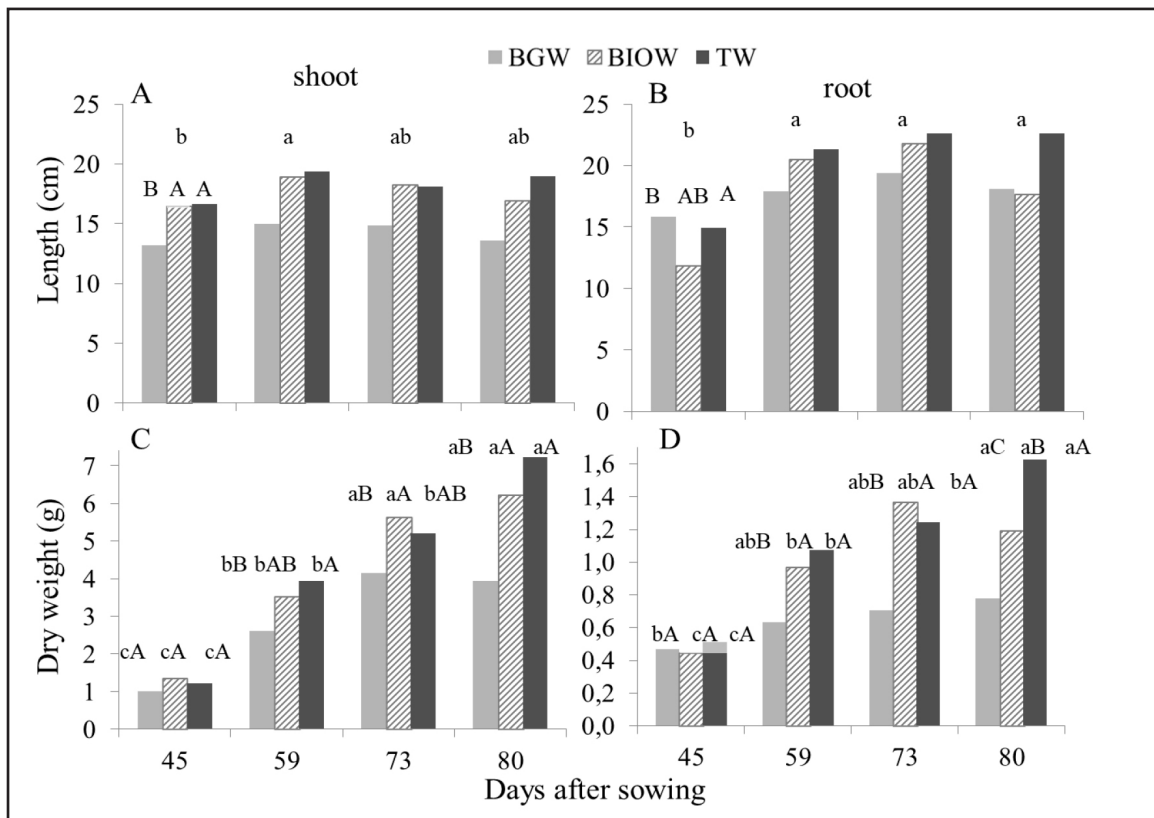 BGW BIOW TW
shoot
root
A
B
Length (cm)
25
20
15
10
5
0
b a ab ab
B A A
25
20
15
10
5
0
b a a a
B AB A
C
D
Dry weight (g)
7
6
5
4
3
2
1
0
cA cA cA
bB bAB bA
aB aA bAB
aB aA aA
1,6
1,4
1,2
1,0
0,8
0,6
0,4
0,2
0,0
bA cA cA
abB bA bA
abB abA bA
aC aB aA
45 59 73 80
45 59 73 80
Days after sowing